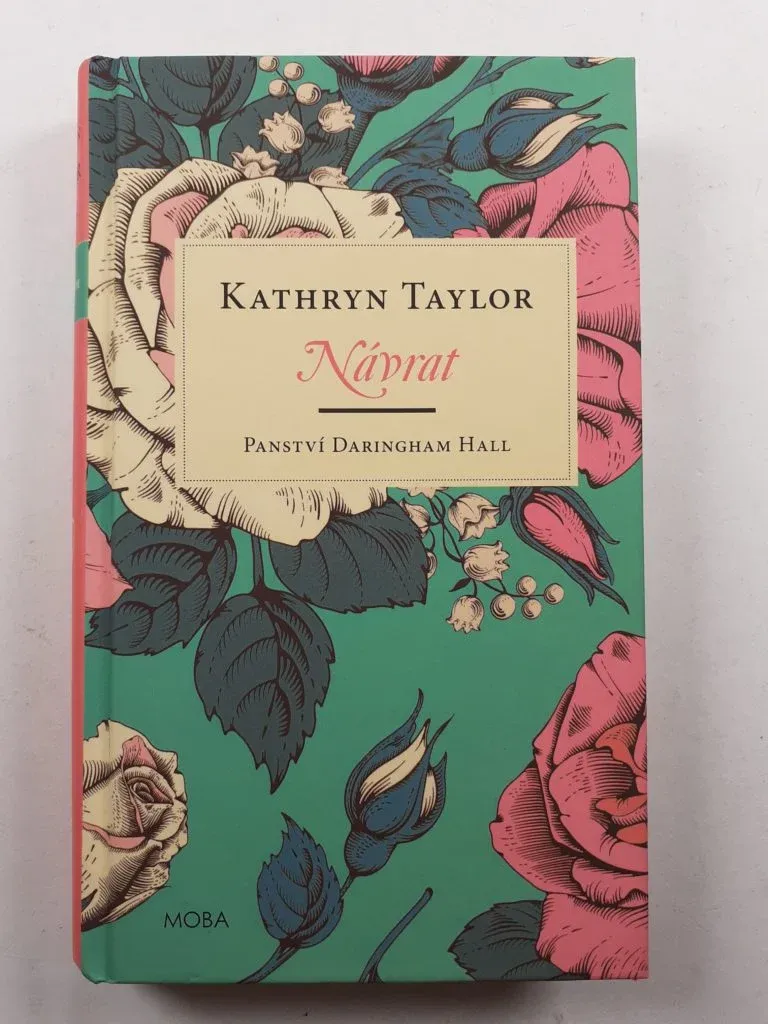 KATHRYN TAYLOR
Návrat
PANSTVÍ DARINGHAM HALL
MOBA